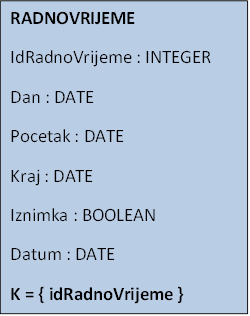 RADNOVRIJEME
IdRadnoVrijeme : INTEGER
Dan : DATE
Pocetak : DATE
Kraj : DATE
Iznimka : BOOLEAN
Datum : DATE
K = { idRadnoVrijeme }